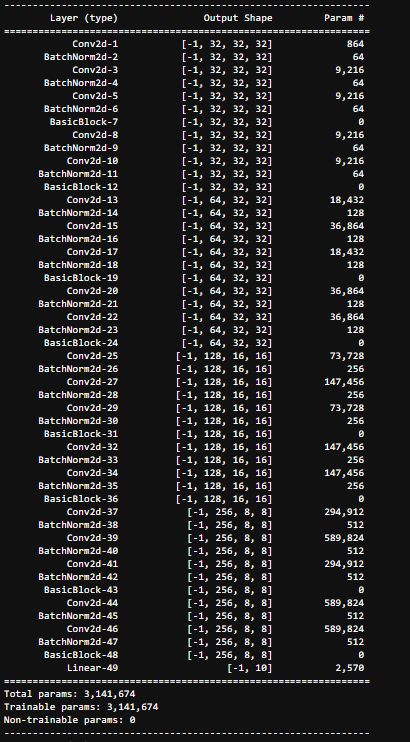 ----------------------------------------------------------------
Layer (type) Output Shape Param #
================================================================
Conv2d-1 [-1, 32, 32, 32] 864
BatchNorm2d-2 [-1, 32, 32, 32] 64
Conv2d-3 [-1, 32, 32, 32] 9,216
BatchNorm2d-4 [-1, 32, 32, 32] 64
Conv2d-5 [-1, 32, 32, 32] 9,216
BatchNorm2d-6 [-1, 32, 32, 32] 64
BasicBlock-7 [-1, 32, 32, 32] 0
Conv2d-8 [-1, 32, 32, 32] 9,216
BatchNorm2d-9 [-1, 32, 32, 32] 64
Conv2d-10 [-1, 32, 32, 32] 9,216
BatchNorm2d-11 [-1, 32, 32, 32] 64
BasicBlock-12 [-1, 32, 32, 32] 0
Conv2d-13 [-1, 64, 32, 32] 18,432
BatchNorm2d-14 [-1, 64, 32, 32] 128
Conv2d-15 [-1, 64, 32, 32] 36,864
BatchNorm2d-16 [-1, 64, 32, 32] 128
Conv2d-17 [-1, 64, 32, 32] 18,432
BatchNorm2d-18 [-1, 64, 32, 32] 128
BasicBlock-19 [-1, 64, 32, 32] 0
Conv2d-20 [-1, 64, 32, 32] 36,864
BatchNorm2d-21 [-1, 64, 32, 32] 128
Conv2d-22 [-1, 64, 32, 32] 36,864
BatchNorm2d-23 [-1, 64, 32, 32] 128
BasicBlock-24 [-1, 64, 32, 32] 0
Conv2d-25 [-1, 128, 16, 16] 73,728
BatchNorm2d-26 [-1, 128, 16, 16] 256
Conv2d-27 [-1, 128, 16, 16] 147,456
BatchNorm2d-28 [-1, 128, 16, 16] 256
Conv2d-29 [-1, 128, 16, 16] 73,728
BatchNorm2d-30 [-1, 128, 16, 16] 256
BasicBlock-31 [-1, 128, 16, 16] 0
Conv2d-32 [-1, 128, 16, 16] 147,456
BatchNorm2d-33 [-1, 128, 16, 16] 256
Conv2d-34 [-1, 128, 16, 16] 147,456
BatchNorm2d-35 [-1, 128, 16, 16] 256
BasicBlock-36 [-1, 128, 16, 16] 0
Conv2d-37 [-1, 256, 8, 8] 294,912
BatchNorm2d-38 [-1, 256, 8, 8] 512
Conv2d-39 [-1, 256, 8, 8] 589,824
BatchNorm2d-40 [-1, 256, 8, 8] 512
Conv2d-41 [-1, 256, 8, 8] 294,912
BatchNorm2d-42 [-1, 256, 8, 8] 512
BasicBlock-43 [-1, 256, 8, 8] 0
Conv2d-44 [-1, 256, 8, 8] 589,824
BatchNorm2d-45 [-1, 256, 8, 8] 512
Conv2d-46 [-1, 256, 8, 8] 589,824
BatchNorm2d-47 [-1, 256, 8, 8] 512
BasicBlock-48 [-1, 256, 8, 8] 0
Linear-49 [-1, 10] 2,570
================================================================
Total params: 3,141,674
Trainable params: 3,141,674
Non-trainable params: 0
----------------------------------------------------------------